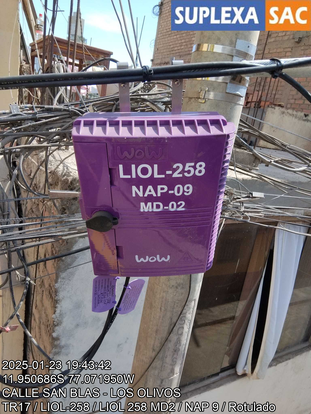 SUPLEXA SAC
WOW
LIOL-258
NAP-09
MD-02
WOW
2025-01-23 19:43:42
11.950686S 77.071950W
CALLE SAN BLAS - LOS OLIVOS
TR17 / LIOL-258 / LIOL 258 MD2 / NAP 9 / Rotulado